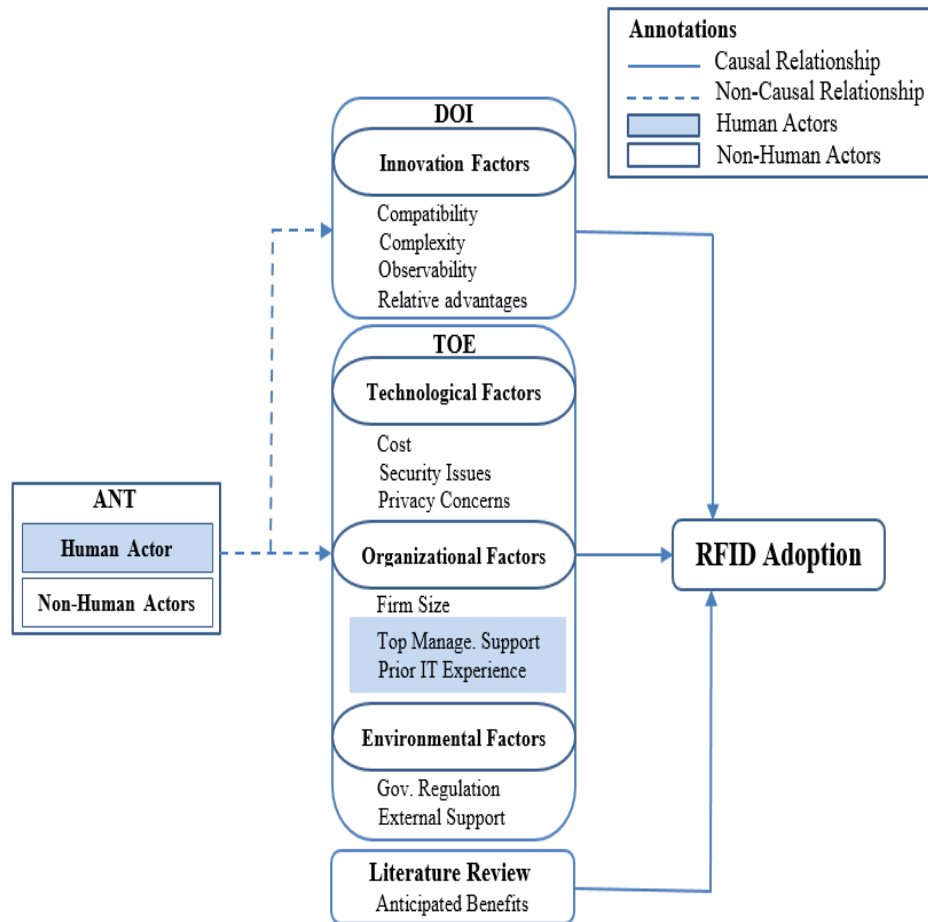 Annotations
Causal Relationship
Non-Causal Relationship
Human Actors
Non-Human Actors
DOI
Innovation Factors
Compatibility
Complexity
Observability
Relative advantages
TOE
Technological Factors
Cost
Security Issues
Privacy Concerns
ANT
Human Actor
Non-Human Actors
Organizational Factors
Firm Size
Top Manage. Support
Prior IT Experience
RFID Adoption
Environmental Factors
Gov. Regulation
External Support
Literature Review
Anticipated Benefits